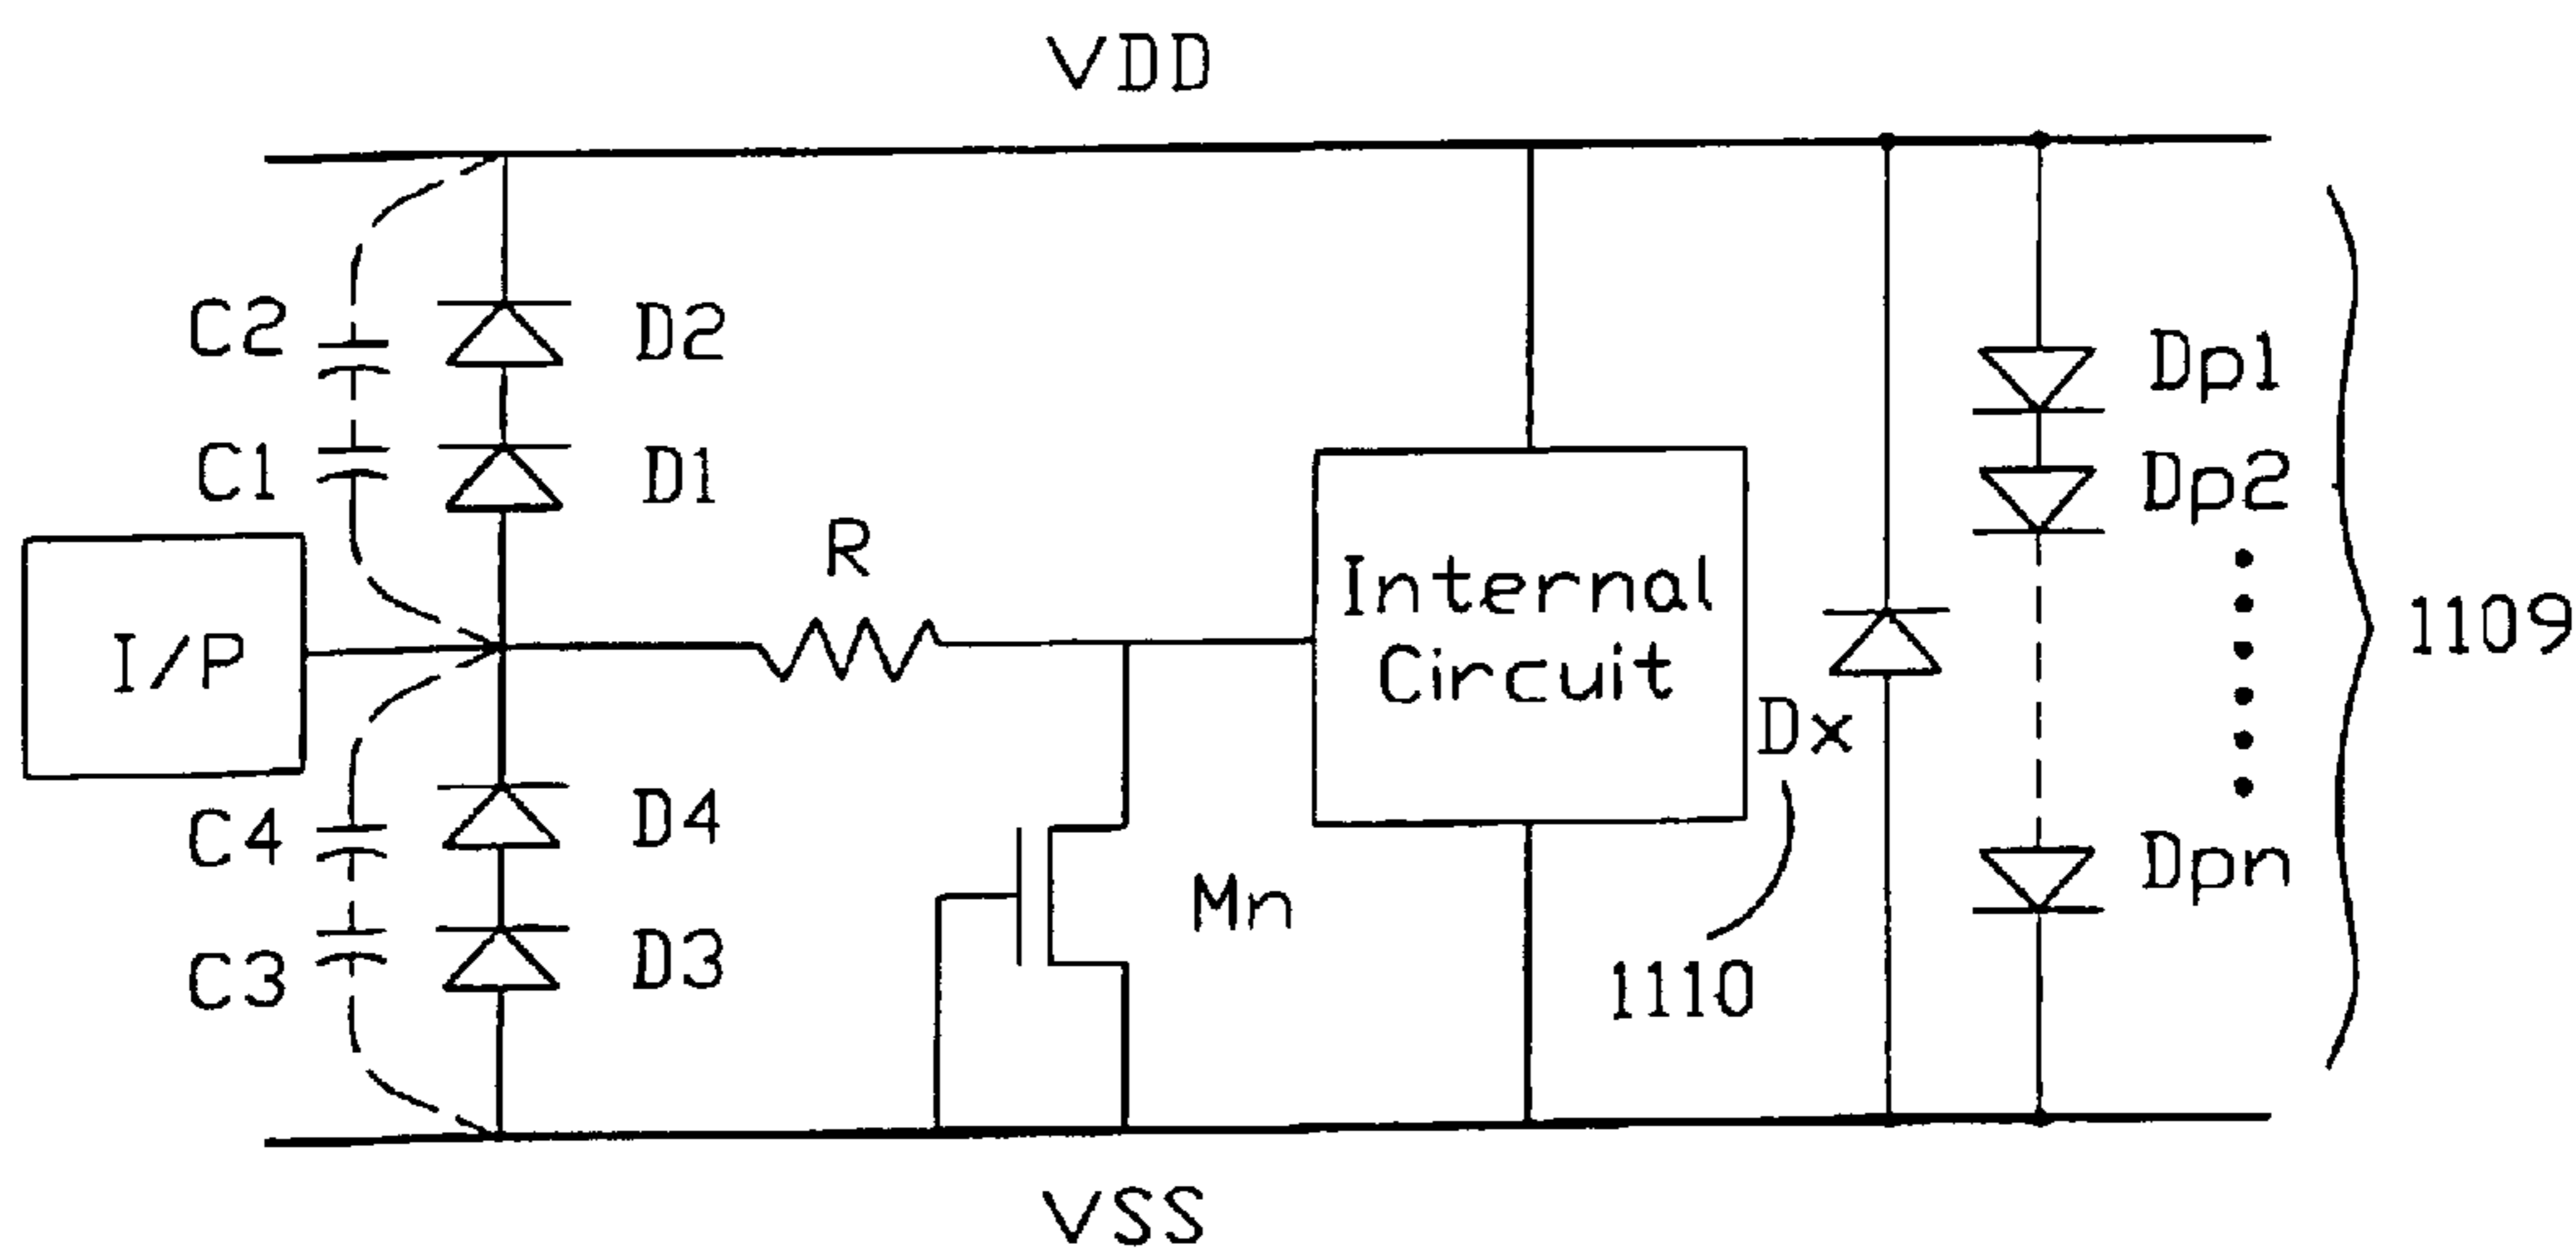 VDD
C2
D2
C1
D1
I/P
R
Internal
Circuit
Dx
Dp1
Dp2
Dpn
1109
C4
D4
C3
D3
Mn
1110
VSS